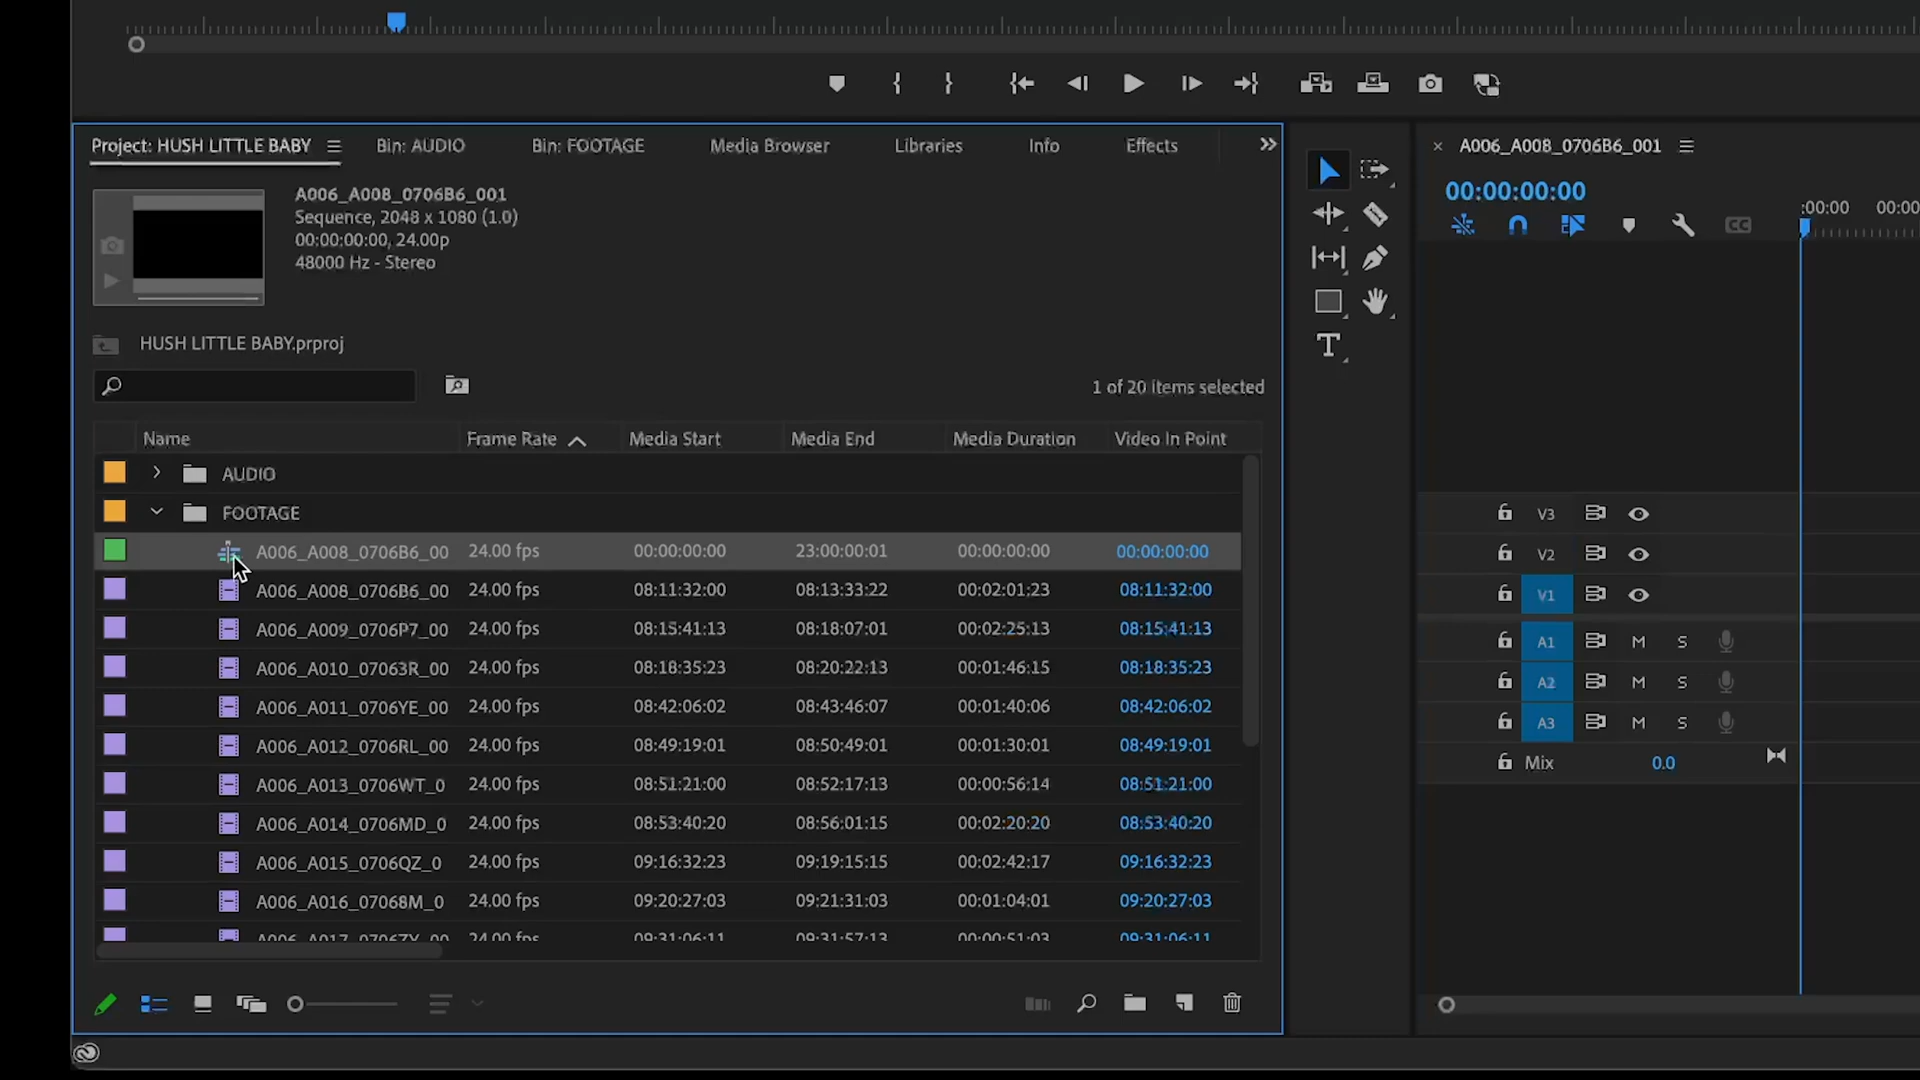 Project: HUSH LITTLE BABY Bin: AUDIO Bin: FOOTAGE Media Browser Libraries Info Effects
A006_A008_0706B6_001
Sequence, 2048 x 1080 (1.0)
00:00:00:00, 24.00p
48000 Hz - Stereo
HUSH LITTLE BABY.prproj
1 of 20 items selected
Name Frame Rate Media Start Media End Media Duration Video In Point
AUDIO
FOOTAGE
A006_A008_0706B6_00 24.00 fps 00:00:00:00 23:00:00:01 00:00:00:00 00:00:00:00
A006_A008_0706B6_00 24.00 fps 08:11:32:00 08:13:33:22 00:02:01:23 08:11:32:00
A006_A009_0706P7_00 24.00 fps 08:15:41:13 08:18:07:01 00:02:25:13 08:15:41:13
A006_A010_07063R_00 24.00 fps 08:18:35:23 08:20:22:13 00:01:46:15 08:18:35:23
A006_A011_0706YE_00 24.00 fps 08:42:06:02 08:43:46:07 00:01:40:06 08:42:06:02
A006_A012_0706RL_00 24.00 fps 08:49:19:01 08:50:49:01 00:01:30:01 08:49:19:01
A006_A013_0706WT_0 24.00 fps 08:51:21:00 08:52:17:13 00:00:56:14 08:51:21:00
A006_A014_0706MD_0 24.00 fps 08:53:40:20 08:56:01:15 00:02:20:20 08:53:40:20
A006_A015_0706QZ_0 24.00 fps 09:16:32:23 09:19:15:15 00:02:42:17 09:16:32:23
A006_A016_07068M_0 24.00 fps 09:20:27:03 09:21:31:03 00:01:04:01 09:20:27:03
A006_A017_0706ZY_00 24.00 fps 09:31:06:11 09:31:57:13 00:00:51:03 09:31:06:11
T
A006_A008_0706B6_001
00:00:00:00
:00:00 00:00
CC
V3
V2
V1
A1 M S
A2 M S
A3 M S
Mix 0.0